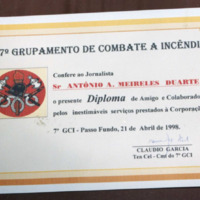 7º GRUPAMENTO DE COMBATE A INCÊNDI
Confere ao Jornalista
Sr ANTÔNIO A. MEIRELES DUARTE
o presente Diploma de Amigo e Colaborado
pelos inestimáveis serviços prestados à Corporaçã
7º GCI - Passo Fundo, 21 de Abril de 1998.
CLAUDIO GARCIA
Ten Cel - Cmt do 7º GCI